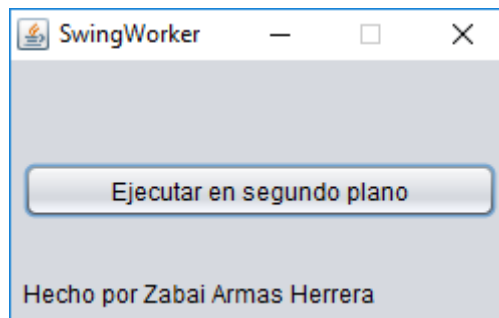 SwingWorker
Ejecutar en segundo plano
Hecho por Zabai Armas Herrera